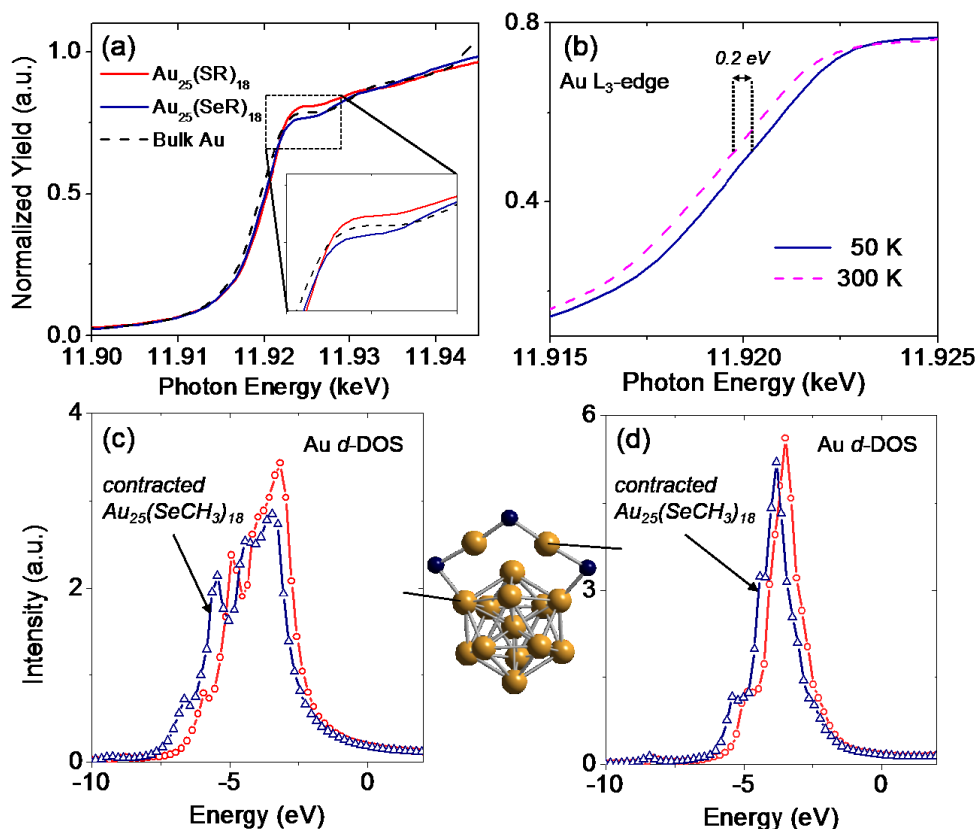 (a)
Au25(SR)18
Au25(SeR)18
Bulk Au
Normalized Yield (a.u.)
1.0
0.5
0.0
11.90 11.91 11.92 11.93 11.94
Photon Energy (keV)
(b)
0.2 eV
Au L3-edge
50 K
300 K
0.8
0.4
11.915 11.920 11.925
Photon Energy (keV)
(c)
Au d-DOS
contracted
Au25(SeCH3)18
Intensity (a.u.)
4
2
0
-10 -5 0
Energy (eV)
(d)
Au d-DOS
contracted
Au25(SeCH3)18
6
3
0
-10 -5 0
Energy (eV)